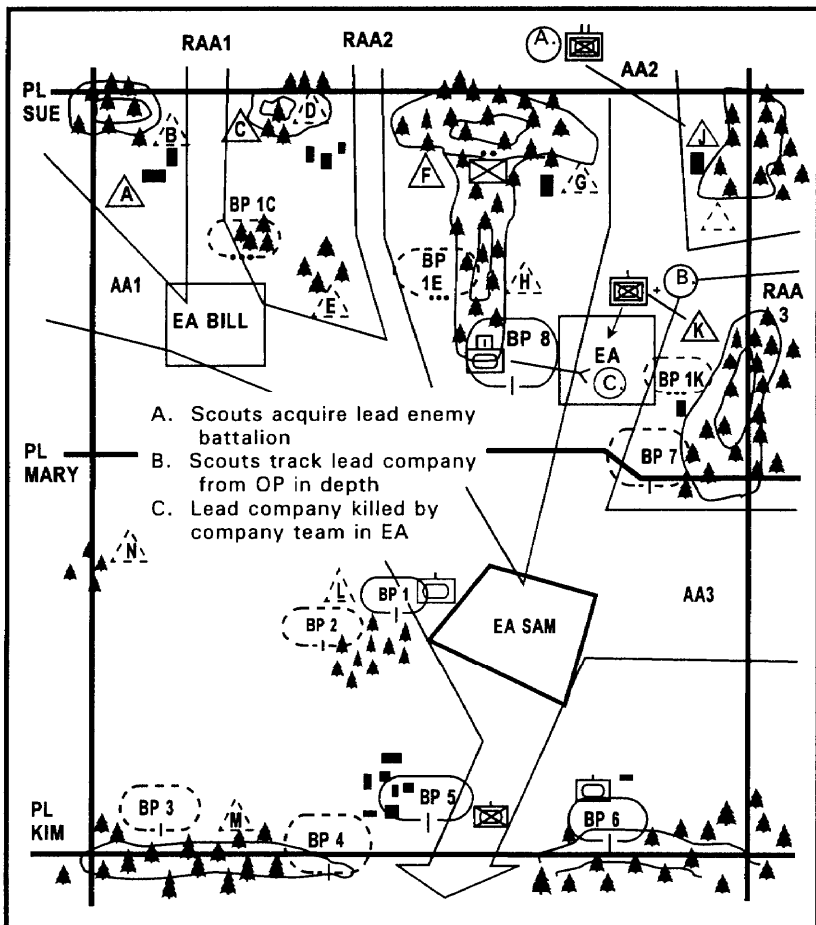 RAA1
RAA2
A.
AA2
PL
SUE
B
C
D
J
A
F
G
BP 1C
BP
1E
H
B.
AA1
EA BILL
E
BP 8
EA
K
RAA
3
C.
BP 1K
A. Scouts acquire lead enemy
battalion
B. Scouts track lead company
from OP in depth
C. Lead company killed by
company team in EA
PL
MARY
BP 7
N
L
BP 1
BP 2
EA SAM
AA3
BP 3
M
BP 4
BP 5
BP 6
PL
KIM